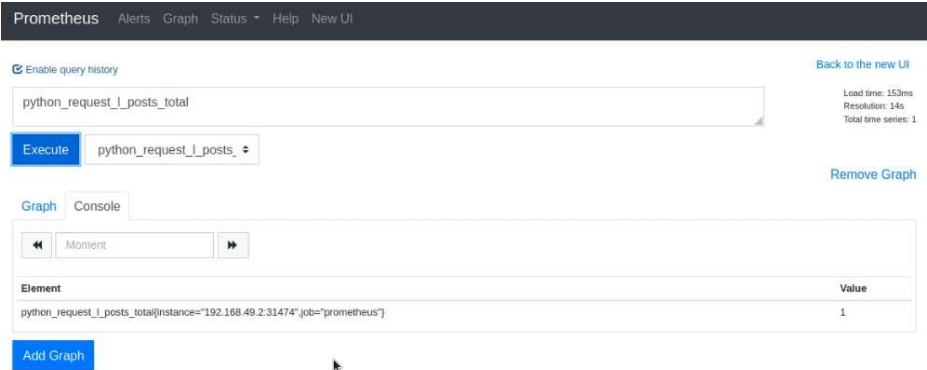 Prometheus Alerts Graph Status Help New UI
Enable query history
Back to the new UI
python_request_l_posts_total
Load time: 153ms
Resolution: 14s
Total time series: 1
Execute
python_request_l_posts_
Remove Graph
Graph Console
Moment
Element Value
python_request_l_posts_total{instance="192.168.49.2:31474",job="prometheus"} 1
Add Graph